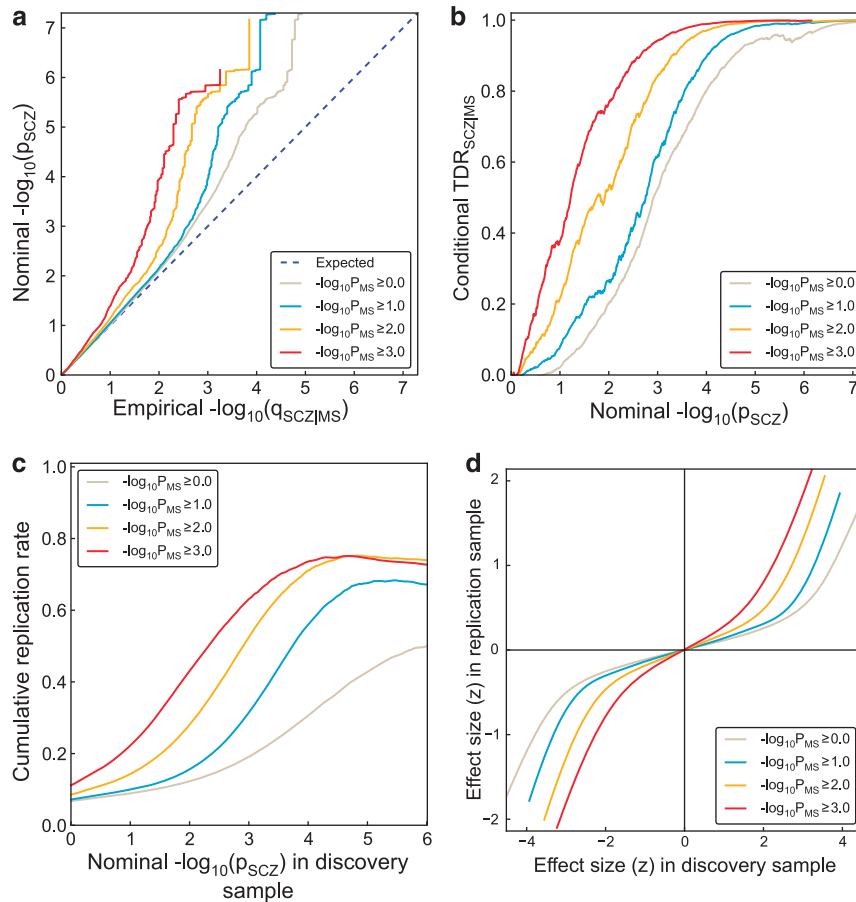 a
Nominal -log10(pSCZ)
7
6
5
4
3
2
1
0
0 1 2 3 4 5 6 7
Empirical -log10(qSCZ|MS)
Expected
-log10PMS≥0.0
-log10PMS≥1.0
-log10PMS≥2.0
-log10PMS≥3.0
b
Conditional TDRSCZ|MS
1.0
0.8
0.6
0.4
0.2
0.0
0 1 2 3 4 5 6 7
Nominal -log10(pSCZ)
-log10PMS≥0.0
-log10PMS≥1.0
-log10PMS≥2.0
-log10PMS≥3.0
c
Cumulative replication rate
1.0
0.8
0.6
0.4
0.2
0.0
0 1 2 3 4 5 6
Nominal -log10(pSCZ) in discovery
sample
-log10PMS≥0.0
-log10PMS≥1.0
-log10PMS≥2.0
-log10PMS≥3.0
d
Effect size (z) in replication sample
2
1
0
-1
-2
-4 -2 0 2 4
Effect size (z) in discovery sample
-log10PMS≥0.0
-log10PMS≥1.0
-log10PMS≥2.0
-log10PMS≥3.0